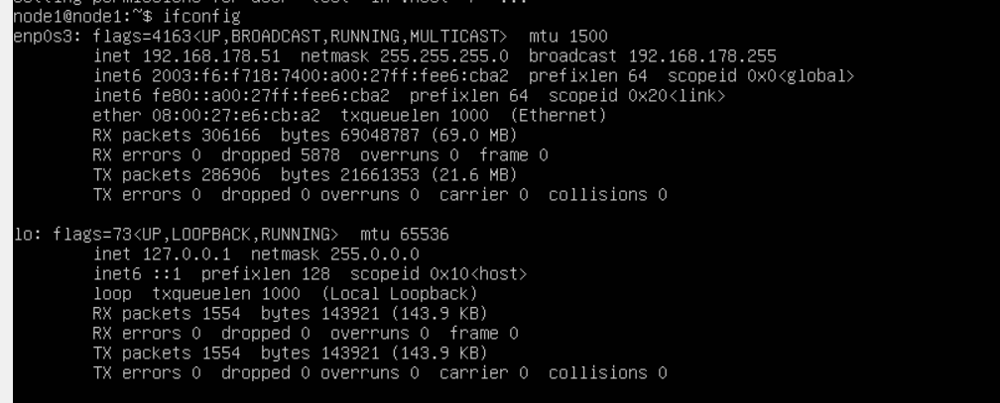 node1@node1:~$ ifconfig
enp0s3: flags=4163<UP,BROADCAST,RUNNING,MULTICAST>  mtu 1500
        inet 192.168.178.51  netmask 255.255.255.0  broadcast 192.168.178.255
        inet6 2003:f6:f718:7400:a00:27ff:fee6:cba2  prefixlen 64  scopeid 0x0<global>
        inet6 fe80::a00:27ff:fee6:cba2  prefixlen 64  scopeid 0x20<link>
        ether 08:00:27:e6:cb:a2  txqueuelen 1000  (Ethernet)
        RX packets 306166  bytes 69048787 (69.0 MB)
        RX errors 0  dropped 5878  overruns 0  frame 0
        TX packets 286906  bytes 21661353 (21.6 MB)
        TX errors 0  dropped 0 overruns 0  carrier 0  collisions 0

lo: flags=73<UP,LOOPBACK,RUNNING>  mtu 65536
        inet 127.0.0.1  netmask 255.0.0.0
        inet6 ::1  prefixlen 128  scopeid 0x10<host>
        loop  txqueuelen 1000  (Local Loopback)
        RX packets 1554  bytes 143921 (143.9 KB)
        RX errors 0  dropped 0  overruns 0  frame 0
        TX packets 1554  bytes 143921 (143.9 KB)
        TX errors 0  dropped 0 overruns 0  carrier 0  collisions 0